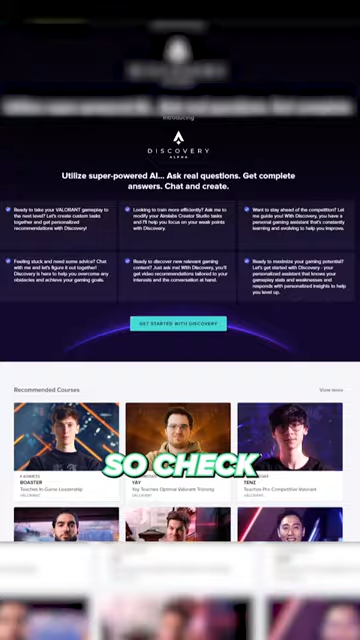 Introducing
DISCOVERY
ALPHA
Utilize super-powered AI... Ask real questions. Get complete
answers. Chat and create.
Ready to take your VALORANT gameplay to
the next level? Let's create custom tasks
together and get personalized
recommendations with Discovery!
Looking to train more efficiently? Ask me to
modify your Aimlabs Creator Studio tasks
and I'll help you focus on your weak points
with Discovery.
Want to stay ahead of the competition? Let
me guide you! With Discovery, you have a
personal gaming assistant that's constantly
learning and evolving to help you improve.
Feeling stuck and need some advice? Chat
with me and let's figure it out together!
Discovery is here to help you overcome any
obstacles and achieve your gaming goals.
Ready to discover new relevant gaming
content? Just ask me! With Discovery, you'll
get video recommendations tailored to your
interests and the conversation at hand.
Ready to maximize your gaming potential?
Let's get started with Discovery - your
personalized assistant that knows your
gameplay stats and weaknesses and
responds with personalized insights to help
you level up.
GET STARTED WITH DISCOVERY
Recommended Courses
View more
SO CHECK
BOASTER
Teaches In-Game Leadership
VALORANT
YAY
Yay Teaches Optimal Valorant Training
VALORANT
TENZ
Teaches Pro Competitive Valorant
VALORANT